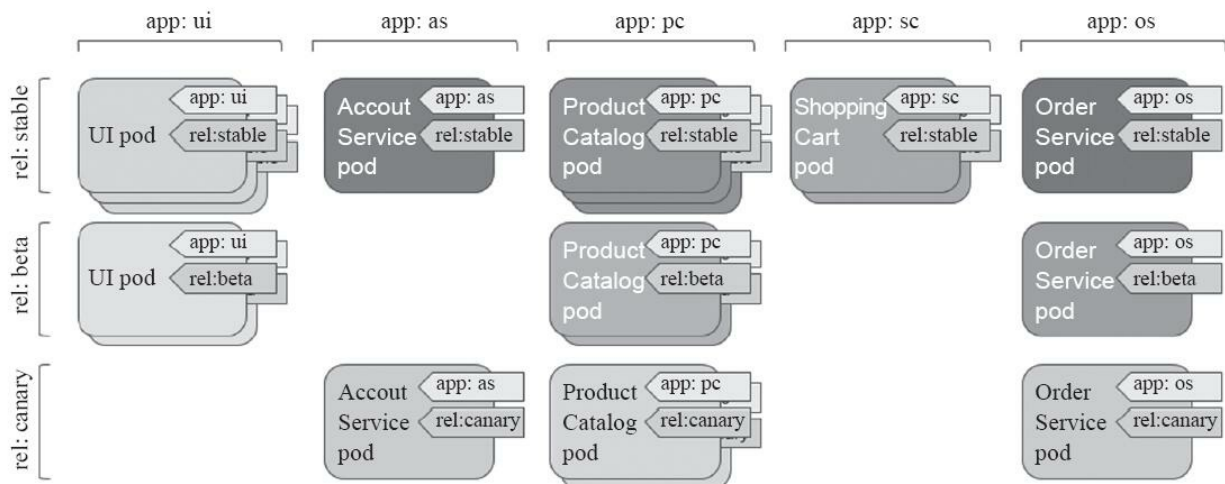 app: ui
app: as
app: pc
app: sc
app: os
rel: stable
UI pod
app: ui
rel:stable
Accout
Service
pod
app: as
rel:stable
Product
Catalog
pod
app: pc
rel:stable
Shopping
Cart
pod
app: sc
rel:stable
Order
Service
pod
app: os
rel:stable
rel: beta
UI pod
app: ui
rel:beta
Product
Catalog
pod
app: pc
rel:beta
Order
Service
pod
app: os
rel:beta
rel: canary
Accout
Service
pod
app: as
rel:canary
Product
Catalog
pod
app: pc
rel:canary
Order
Service
pod
app: os
rel:canary